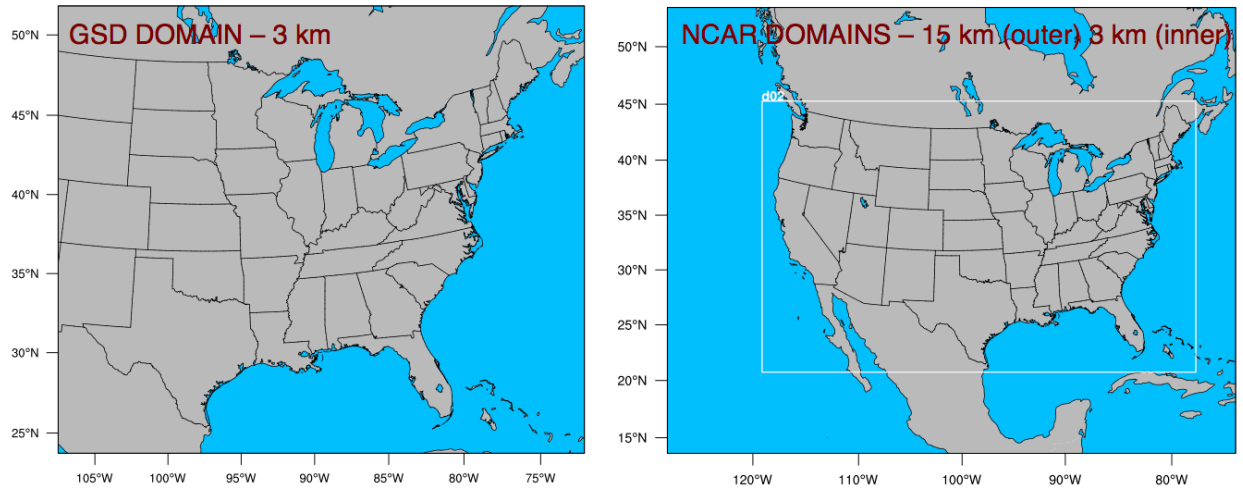 GSD DOMAIN – 3 km
50°N
45°N
40°N
35°N
30°N
25°N
105°W 100°W 95°W 90°W 85°W 80°W 75°W
NCAR DOMAINS – 15 km (outer) 3 km (inner)
d02
50°N
45°N
40°N
35°N
30°N
25°N
20°N
15°N
120°W 110°W 100°W 90°W 80°W